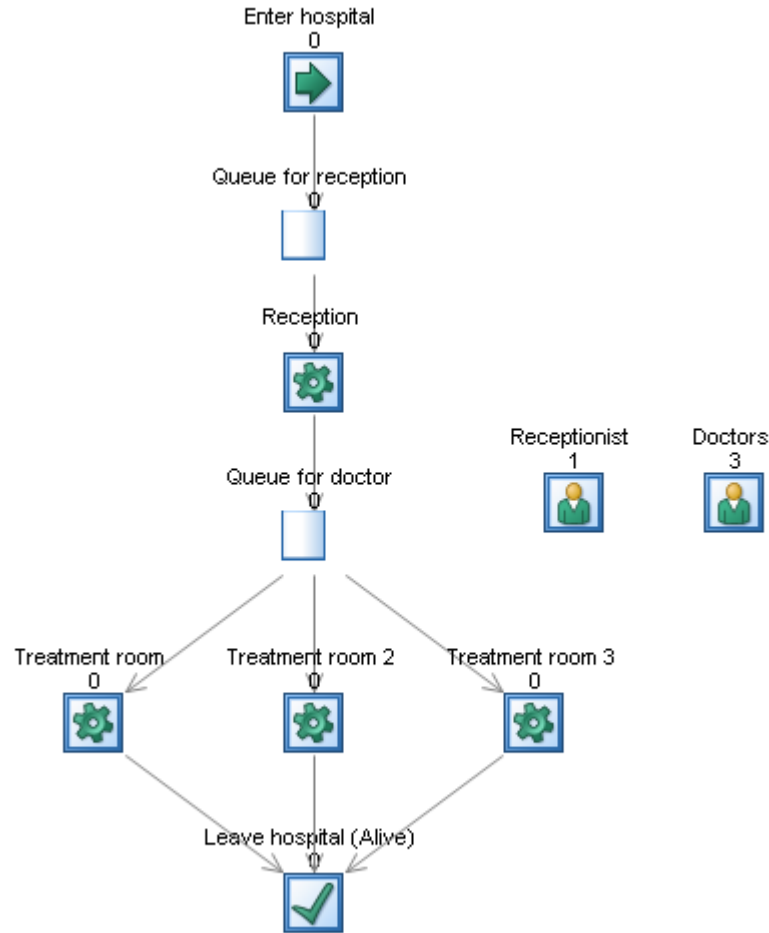 Enter hospital
0
Queue for reception
0
Reception
0
Receptionist
1
Doctors
3
Queue for doctor
0
Treatment room
0
Treatment room 2
0
Treatment room 3
0
Leave hospital (Alive)
0